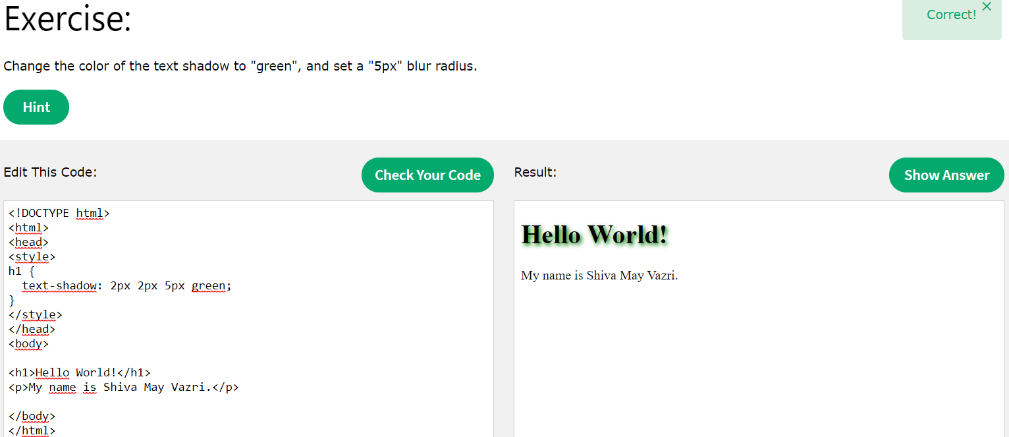 Exercise:
Correct!
×
Change the color of the text shadow to "green", and set a "5px" blur radius.
Hint
Edit This Code:
Check Your Code
<!DOCTYPE html>
<html>
<head>
<style>
h1 {
  text-shadow: 2px 2px 5px green;
}
</style>
</head>
<body>

<h1>Hello World!</h1>
<p>My name is Shiva May Vazri.</p>

</body>
</html>
Result:
Show Answer
Hello World!
My name is Shiva May Vazri.